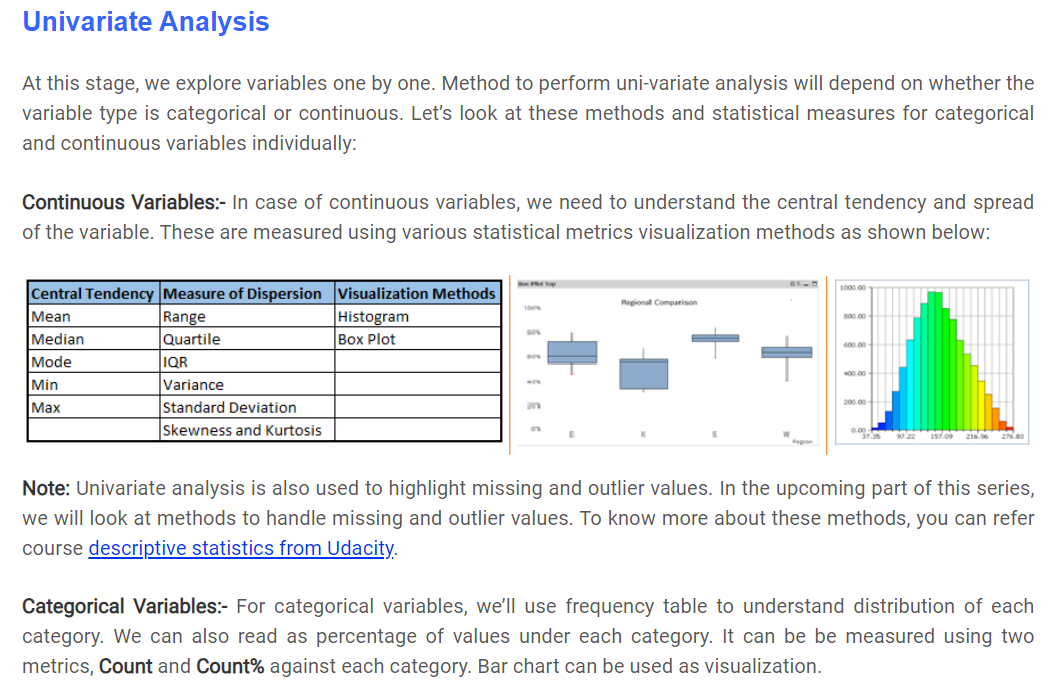 Univariate Analysis
At this stage, we explore variables one by one. Method to perform uni-variate analysis will depend on whether the
variable type is categorical or continuous. Let’s look at these methods and statistical measures for categorical
and continuous variables individually:
Continuous Variables:- In case of continuous variables, we need to understand the central tendency and spread
of the variable. These are measured using various statistical metrics visualization methods as shown below:
Central Tendency Measure of Dispersion Visualization Methods
Mean Range Histogram
Median Quartile Box Plot
Mode IQR
Min Variance
Max Standard Deviation
Skewness and Kurtosis
Box Plot Top
Regional Comparison
100%
80%
60%
40%
20%
0%
N
W
Region
1000.00
800.00
600.00
400.00
200.00
0.00
37.35 97.22 157.09 216.96 276.83
Note: Univariate analysis is also used to highlight missing and outlier values. In the upcoming part of this series,
we will look at methods to handle missing and outlier values. To know more about these methods, you can refer
course descriptive statistics from Udacity.
Categorical Variables:- For categorical variables, we’ll use frequency table to understand distribution of each
category. We can also read as percentage of values under each category. It can be be measured using two
metrics, Count and Count% against each category. Bar chart can be used as visualization.